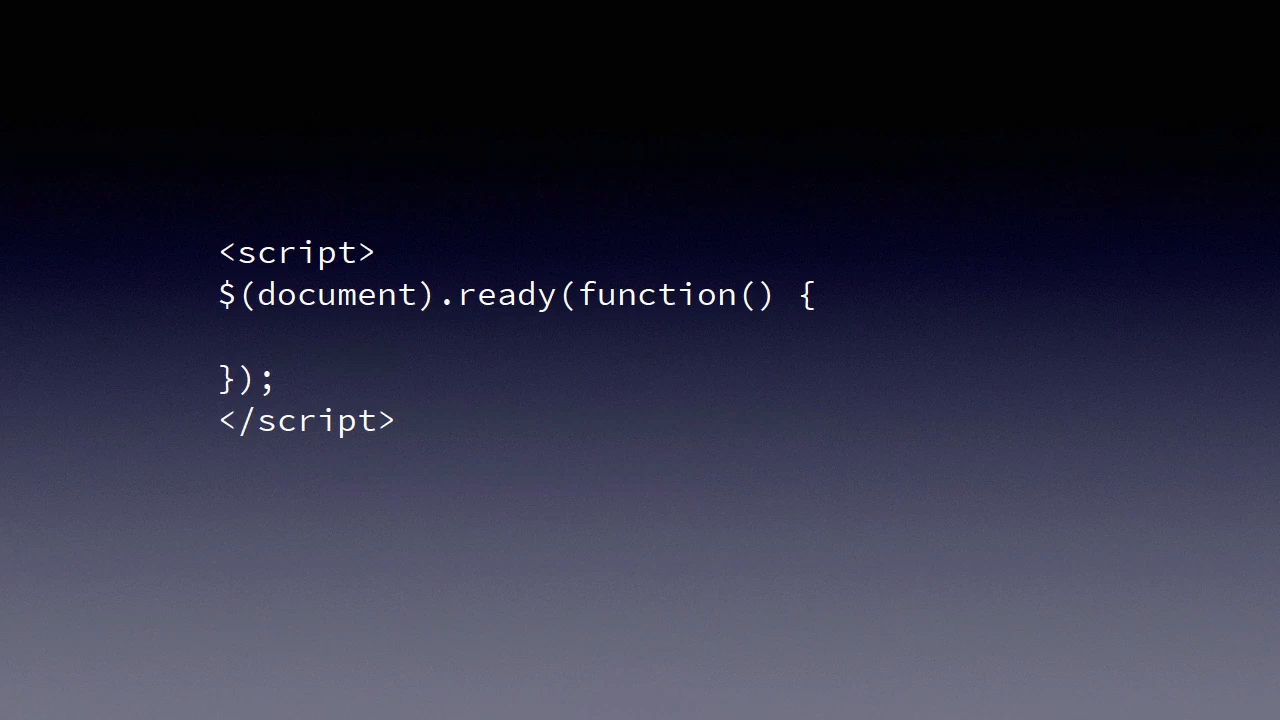 <script>
$(document).ready(function() {

});
</script>